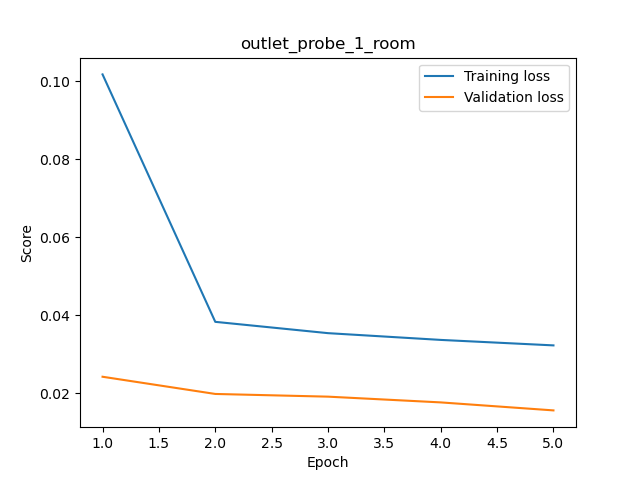 outlet_probe_1_room
Training loss
Validation loss
0.10
0.08
0.06
0.04
0.02
Score
1.0 1.5 2.0 2.5 3.0 3.5 4.0 4.5 5.0
Epoch